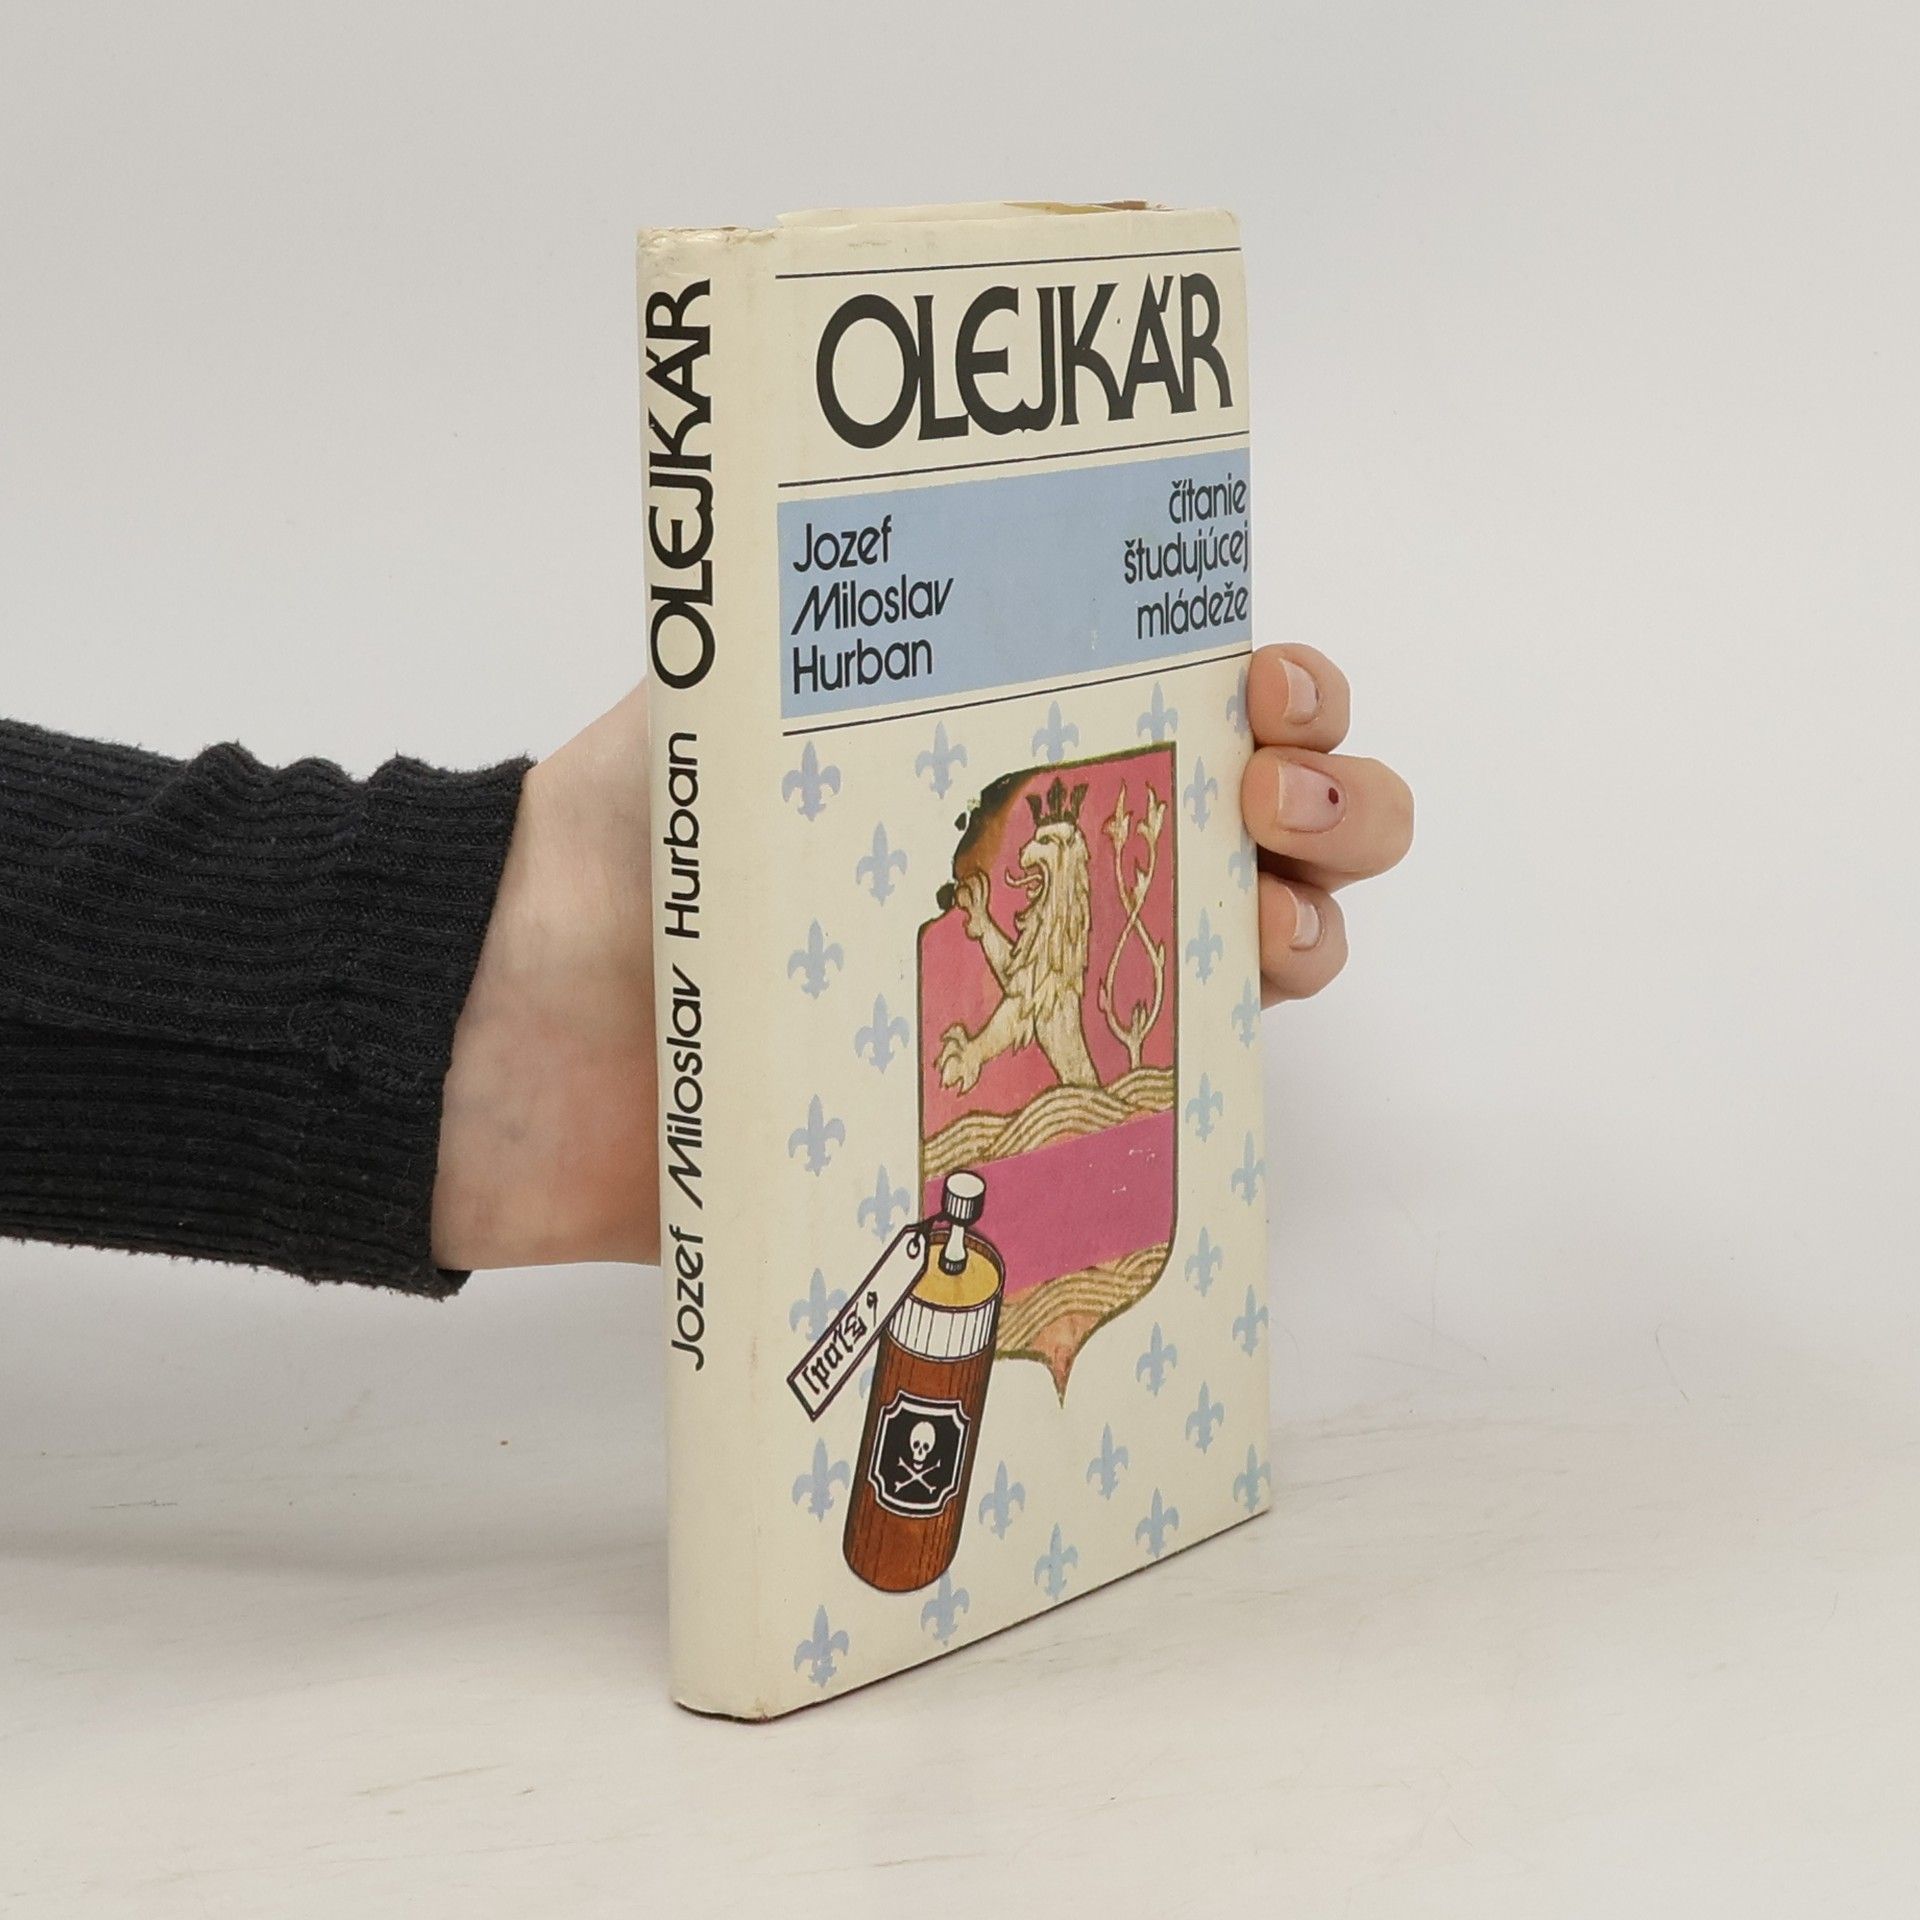 OLEJKÁR
Jozef
Miloslav
Hurban
čítanie
študujúcej
mládeže
Jozef Miloslav Hurban OLEJKÁR